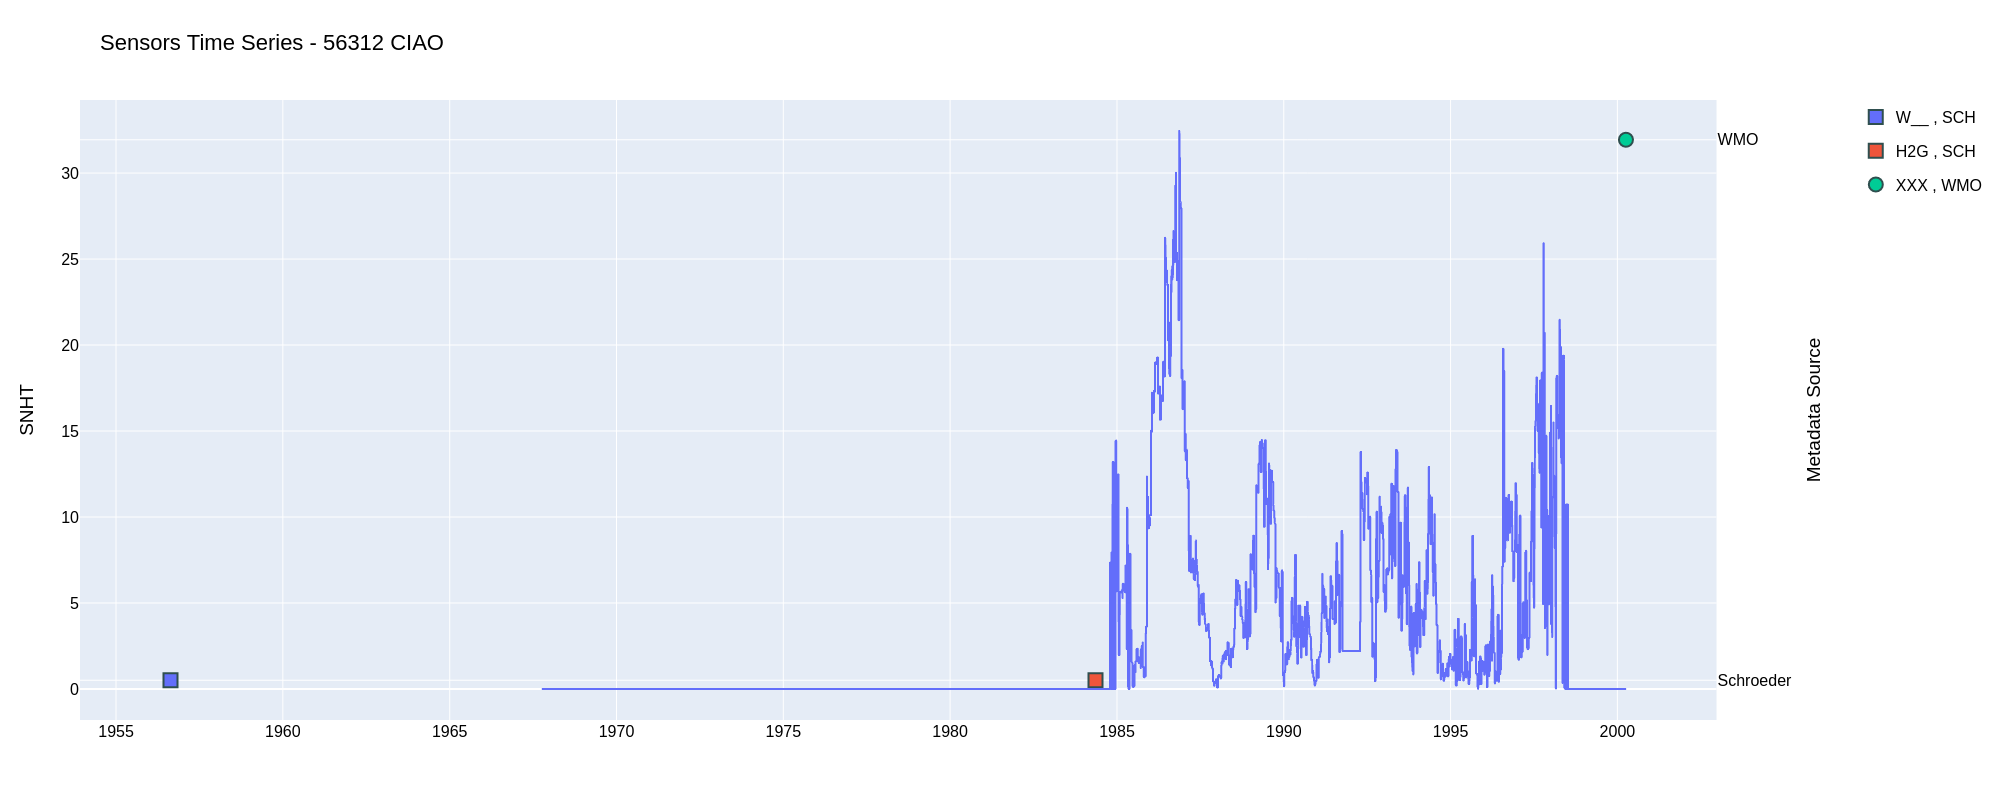 Sensors Time Series - 56312 CIAO
W__ , SCH
H2G , SCH
XXX , WMO
WMO
Schroeder
Metadata Source
SNHT
30
25
20
15
10
5
0
1955 1960 1965 1970 1975 1980 1985 1990 1995 2000